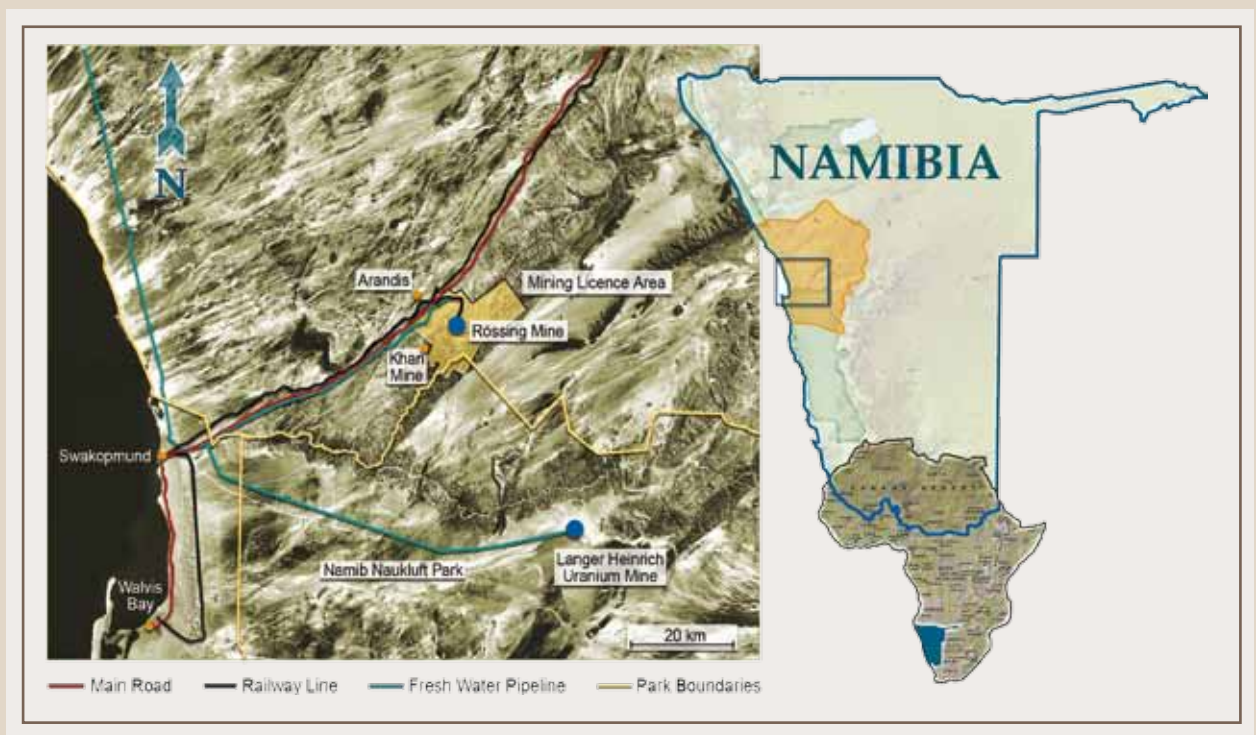 N
NAMIBIA
Arandis
Mining Licence Area
Rössing Mine
Khan
Mine
Swakopmund
Langer Heinrich
Uranium Mine
Namib Naukluft Park
Walvis
Bay
20 km
Main Road
Railway Line
Fresh Water Pipeline
Park Boundaries